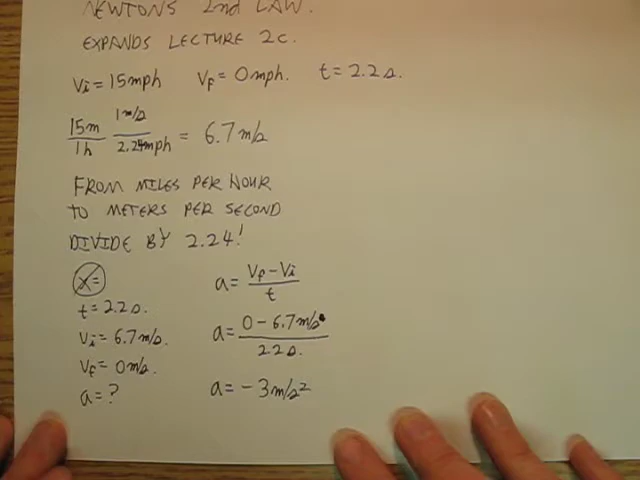 NEWTONS 2nd LAW.
EXPANDS LECTURE 2c.
Vi = 15mph Vf = 0mph. t = 2.2s.
15m/1h 1m/s/2.24mph = 6.7m/s
FROM MILES PER HOUR
TO METERS PER SECOND
DIVIDE BY 2.24!
x=
a = Vf - Vi / t
t = 2.2s.
Vi = 6.7m/s.
a = 0 - 6.7m/s / 2.2s.
Vf = 0m/s.
a = ?
a = -3m/s²